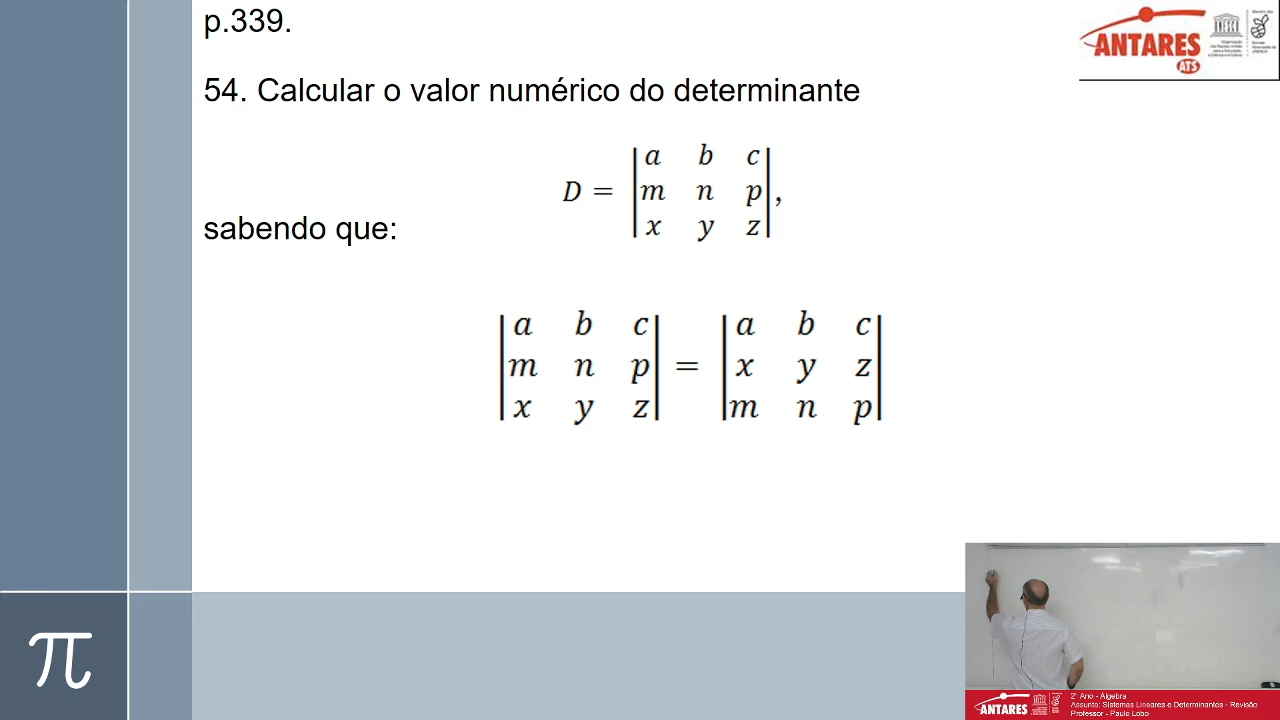 p.339.
ANTARES
ATS
UNESCO
54. Calcular o valor numérico do determinante
D = |a b c|
|m n p|,
|x y z|
sabendo que:
|a b c| |a b c|
|m n p| = |x y z|
|x y z| |m n p|
π
ANTARES
2° Ano - Álgebra
Assunto: Sistemas Lineares e Determinantes - Revisão
Professor - Paulo Lobo